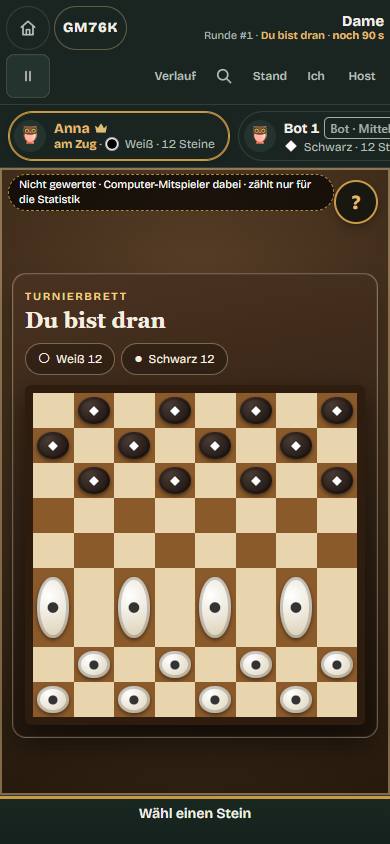 GM76K
Dame
Runde #1 · Du bist dran · noch 90 s
Verlauf
Stand
Ich
Host
Anna
am Zug · Weiß · 12 Steine
Bot 1 Bot · Mittel
Schwarz · 12 St
Nicht gewertet · Computer-Mitspieler dabei · zählt nur für
die Statistik
?
TURNIERBRETT
Du bist dran
Weiß 12
Schwarz 12
Wähl einen Stein